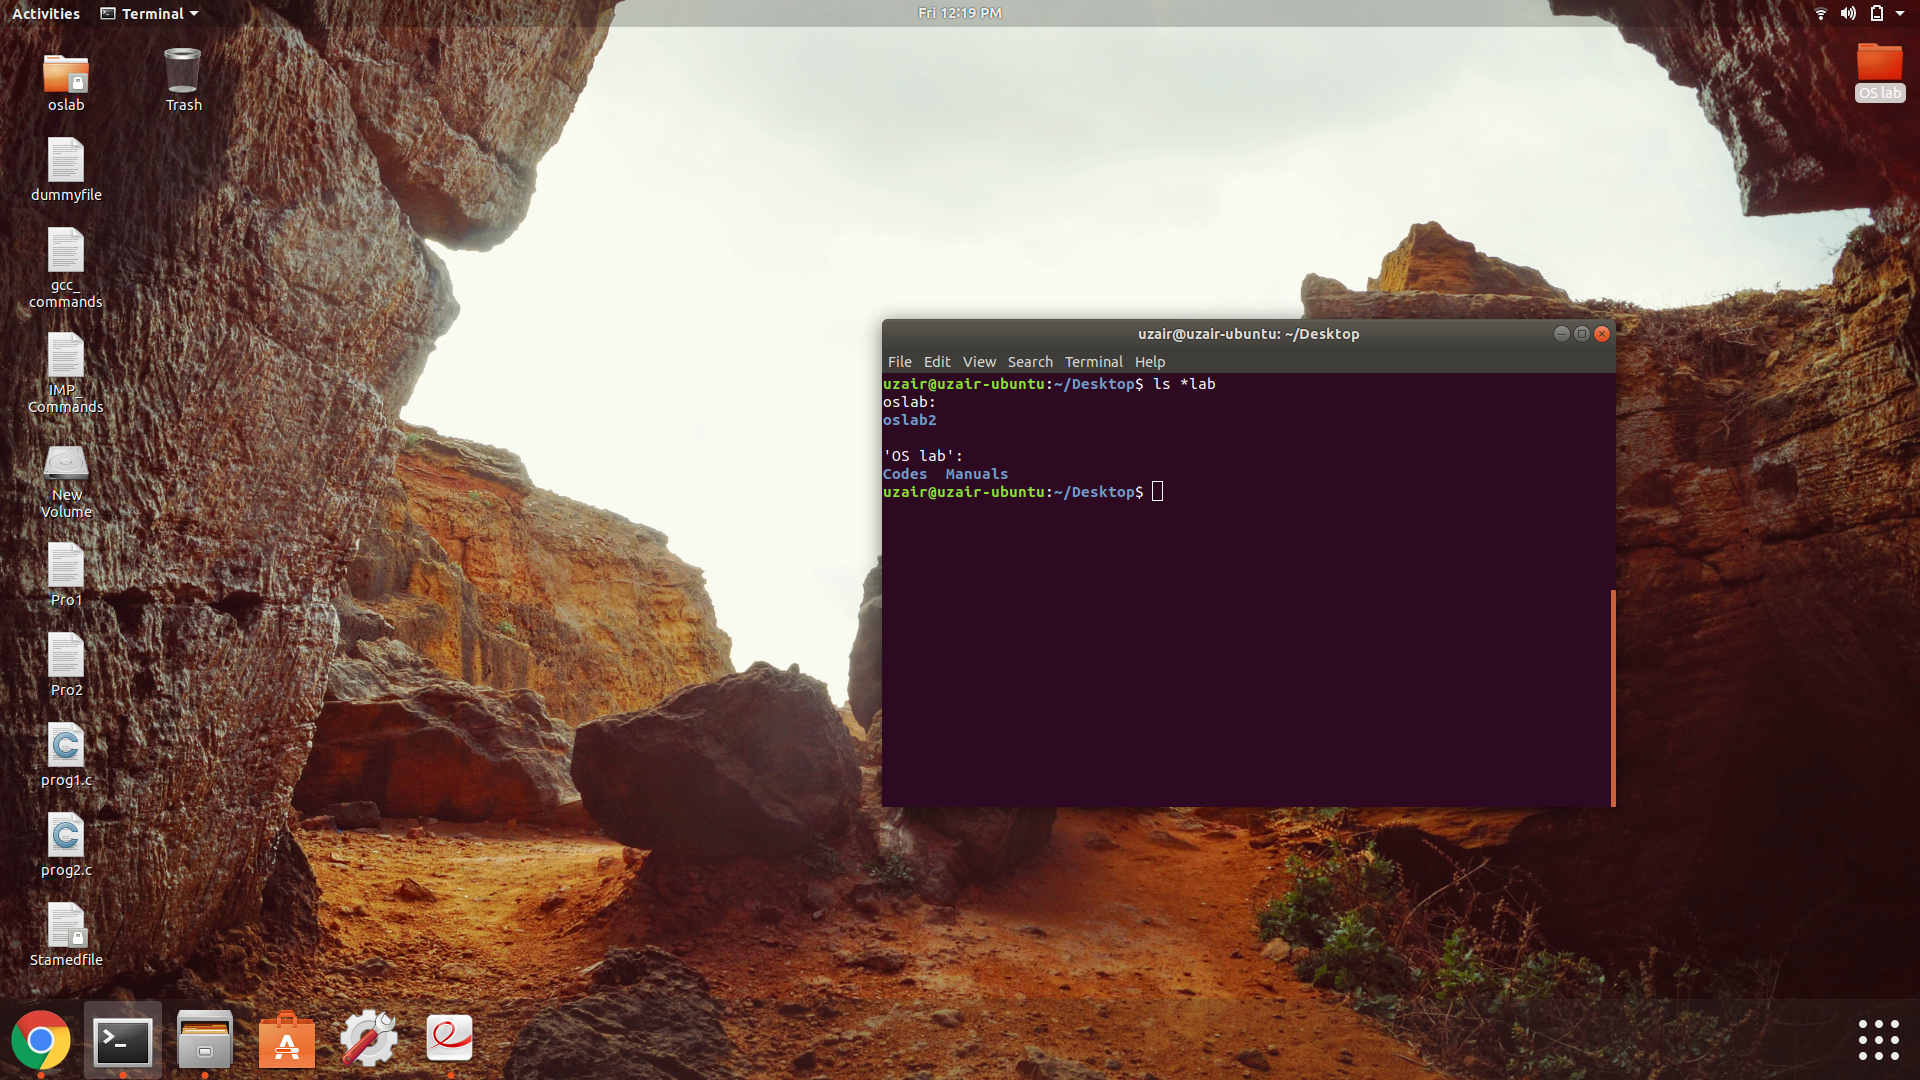 Activities
Terminal
Fri 12:19 PM
oslab
Trash
OS lab
dummyfile
gcc_
commands
IMP_
Commands
New
Volume
Pro1
Pro2
prog1.c
prog2.c
Stamedfile
uzair@uzair-ubuntu: ~/Desktop
File Edit View Search Terminal Help
uzair@uzair-ubuntu:~/Desktop$ ls *lab
oslab:
oslab2
'OS lab':
Codes  Manuals
uzair@uzair-ubuntu:~/Desktop$